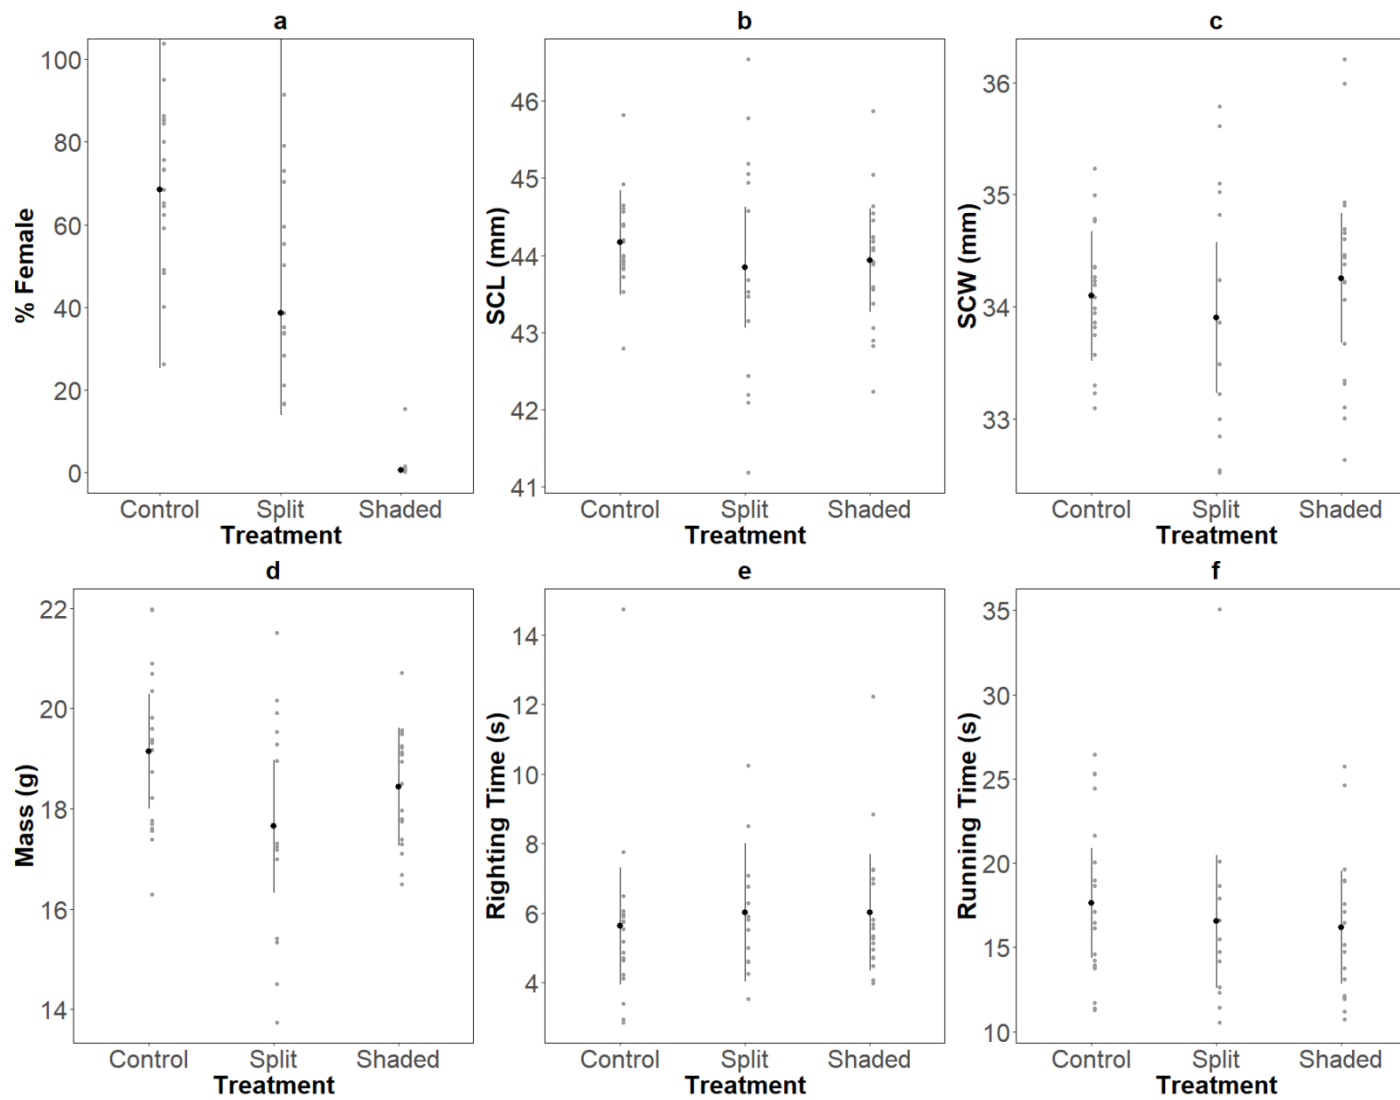 a
100
80
60
40
20
0
% Female
Control Split Shaded
Treatment
b
46
45
44
43
42
41
SCL (mm)
Control Split Shaded
Treatment
c
36
35
34
33
SCW (mm)
Control Split Shaded
Treatment
d
22
20
18
16
14
Mass (g)
Control Split Shaded
Treatment
e
14
12
10
8
6
4
Righting Time (s)
Control Split Shaded
Treatment
f
35
30
25
20
15
10
Running Time (s)
Control Split Shaded
Treatment